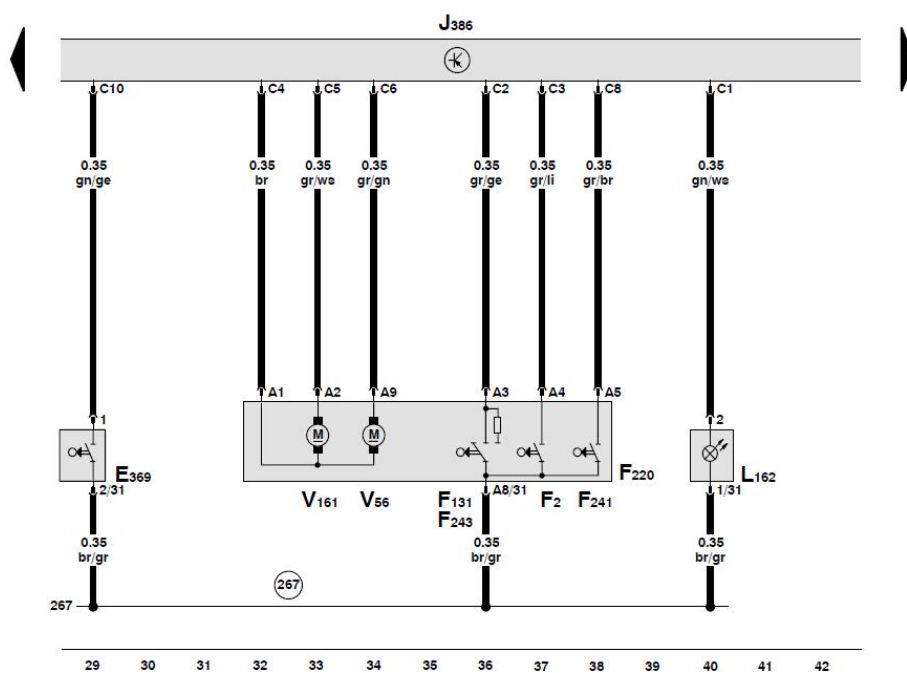 J386
C10 C4 C5 C6 C2 C3 C8 C1
0.35 0.35 0.35 0.35 0.35 0.35 0.35 0.35
gn/ge br gr/ws gr/gn gr/ge gr/li gr/br gn/ws
A1 A2 A9 A3 A4 A5
1 2
M M
E369 F220 L162
2/31 A8/31 1/31
V161 V56 F131 F2 F241
F243
0.35 0.35 0.35
br/gr br/gr br/gr
267
267
29 30 31 32 33 34 35 36 37 38 39 40 41 42